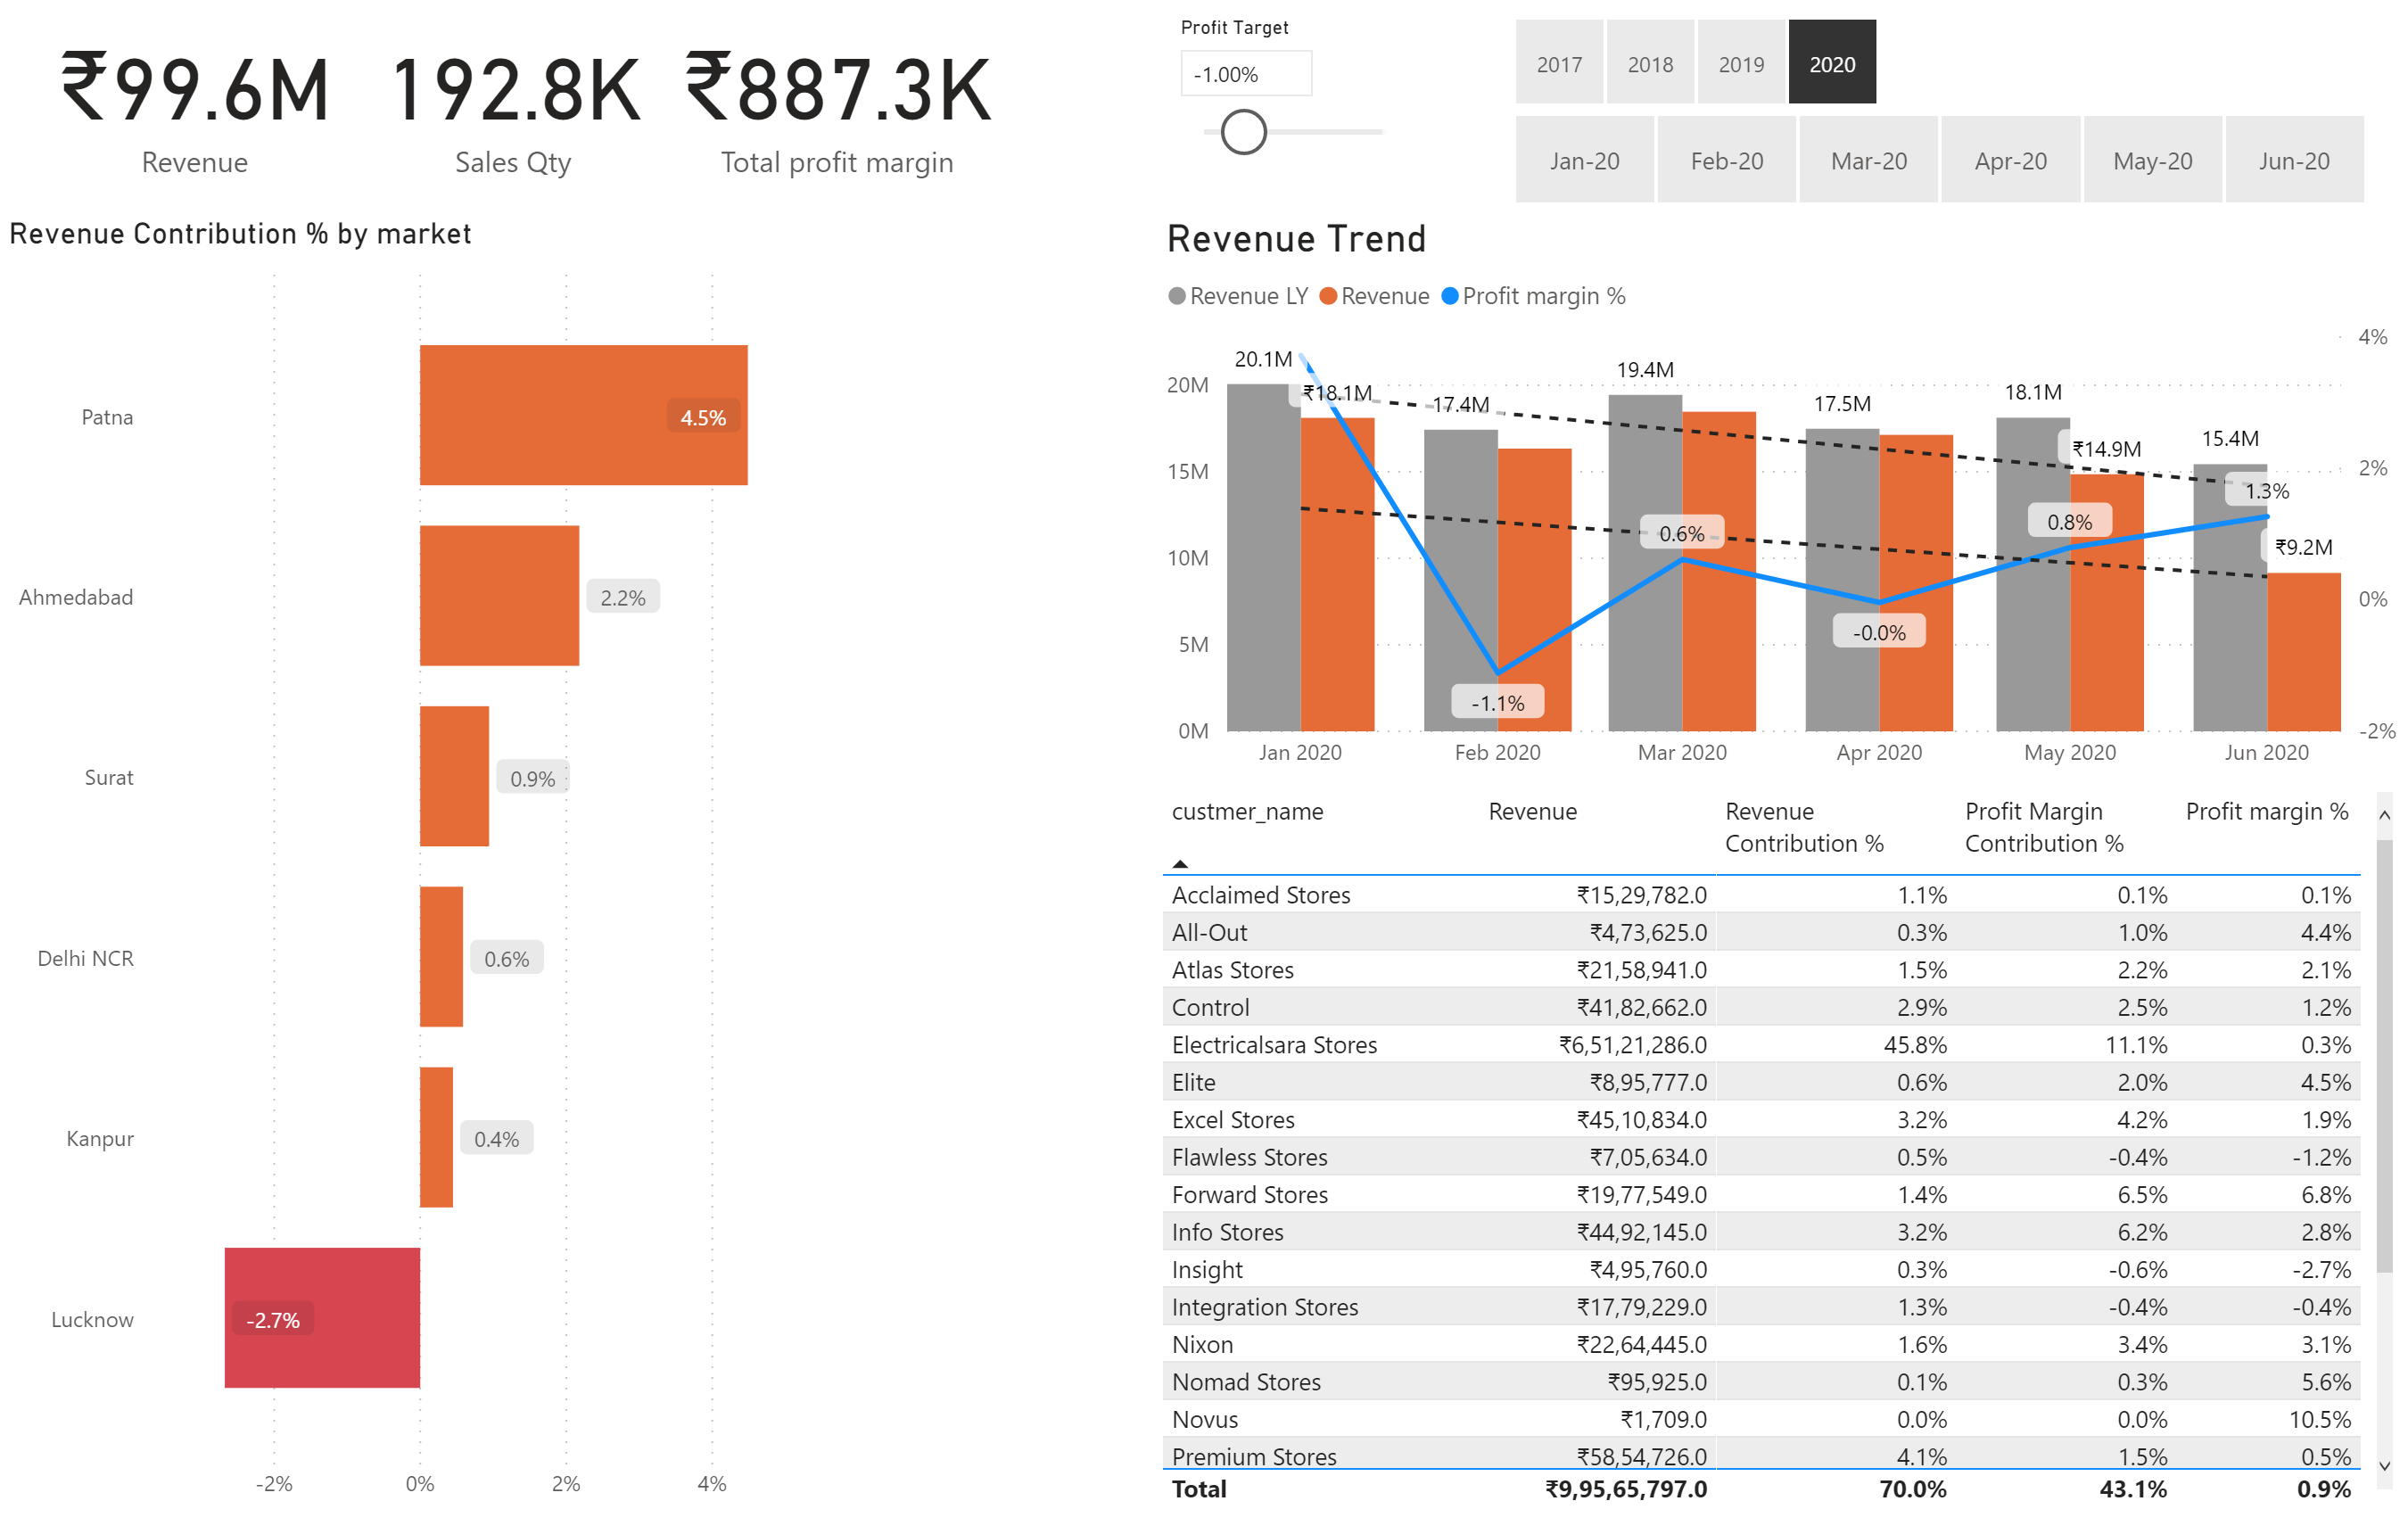 ₹99.6M 192.8K ₹887.3K
Revenue Sales Qty Total profit margin
Profit Target
-1.00%
2017 2018 2019 2020
Jan-20 Feb-20 Mar-20 Apr-20 May-20 Jun-20
Revenue Contribution % by market
Patna 4.5%
Ahmedabad 2.2%
Surat 0.9%
Delhi NCR 0.6%
Kanpur 0.4%
Lucknow -2.7%
-2% 0% 2% 4%
Revenue Trend
Revenue LY Revenue Profit margin %
4%
20.1M 19.4M
20M ₹18.1M 17.4M 17.5M 18.1M
15M ₹14.9M 15.4M 2%
1.3%
10M 0.6% 0.8% ₹9.2M
0%
5M -0.0%
-1.1%
0M -2%
Jan 2020 Feb 2020 Mar 2020 Apr 2020 May 2020 Jun 2020
custmer_name Revenue Revenue Profit Margin Profit margin %
Contribution % Contribution %
Acclaimed Stores ₹15,29,782.0 1.1% 0.1% 0.1%
All-Out ₹4,73,625.0 0.3% 1.0% 4.4%
Atlas Stores ₹21,58,941.0 1.5% 2.2% 2.1%
Control ₹41,82,662.0 2.9% 2.5% 1.2%
Electricalsara Stores ₹6,51,21,286.0 45.8% 11.1% 0.3%
Elite ₹8,95,777.0 0.6% 2.0% 4.5%
Excel Stores ₹45,10,834.0 3.2% 4.2% 1.9%
Flawless Stores ₹7,05,634.0 0.5% -0.4% -1.2%
Forward Stores ₹19,77,549.0 1.4% 6.5% 6.8%
Info Stores ₹44,92,145.0 3.2% 6.2% 2.8%
Insight ₹4,95,760.0 0.3% -0.6% -2.7%
Integration Stores ₹17,79,229.0 1.3% -0.4% -0.4%
Nixon ₹22,64,445.0 1.6% 3.4% 3.1%
Nomad Stores ₹95,925.0 0.1% 0.3% 5.6%
Novus ₹1,709.0 0.0% 0.0% 10.5%
Premium Stores ₹58,54,726.0 4.1% 1.5% 0.5%
Total ₹9,95,65,797.0 70.0% 43.1% 0.9%